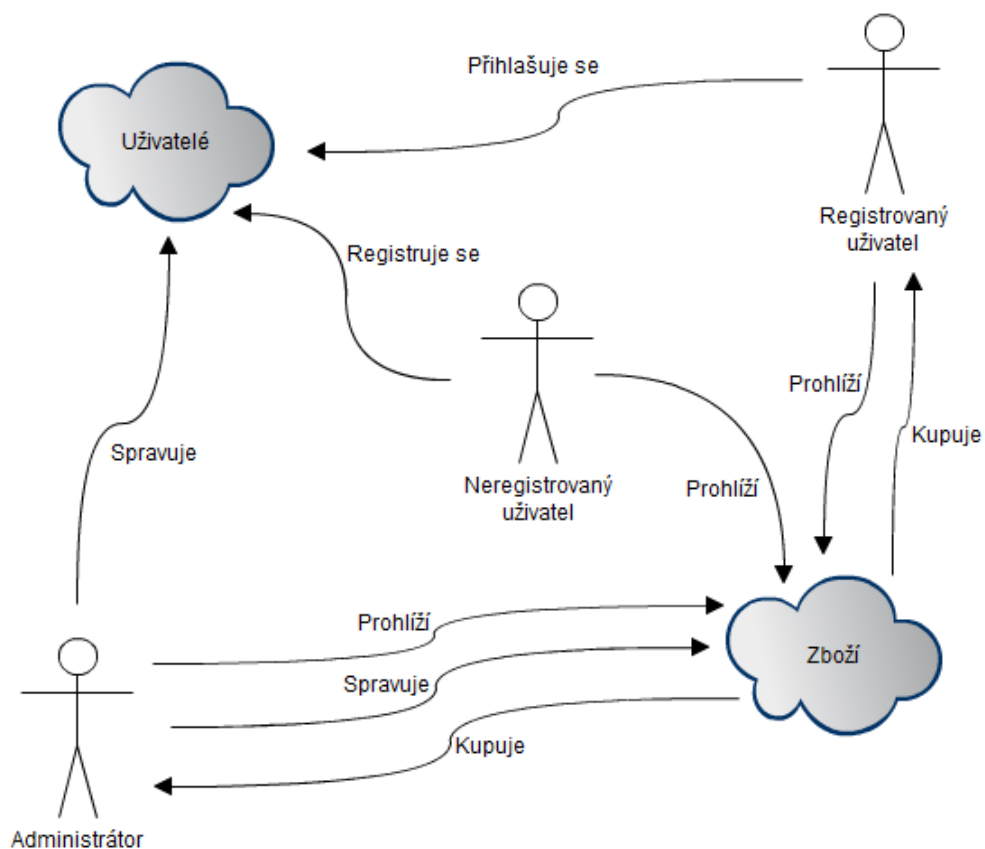 Přihlašuje se
Uživatelé
Registrovaný
uživatel
Registruje se
Prohlíží
Kupuje
Spravuje
Neregistrovaný
uživatel
Prohlíží
Prohlíží
Zboží
Spravuje
Kupuje
Administrátor